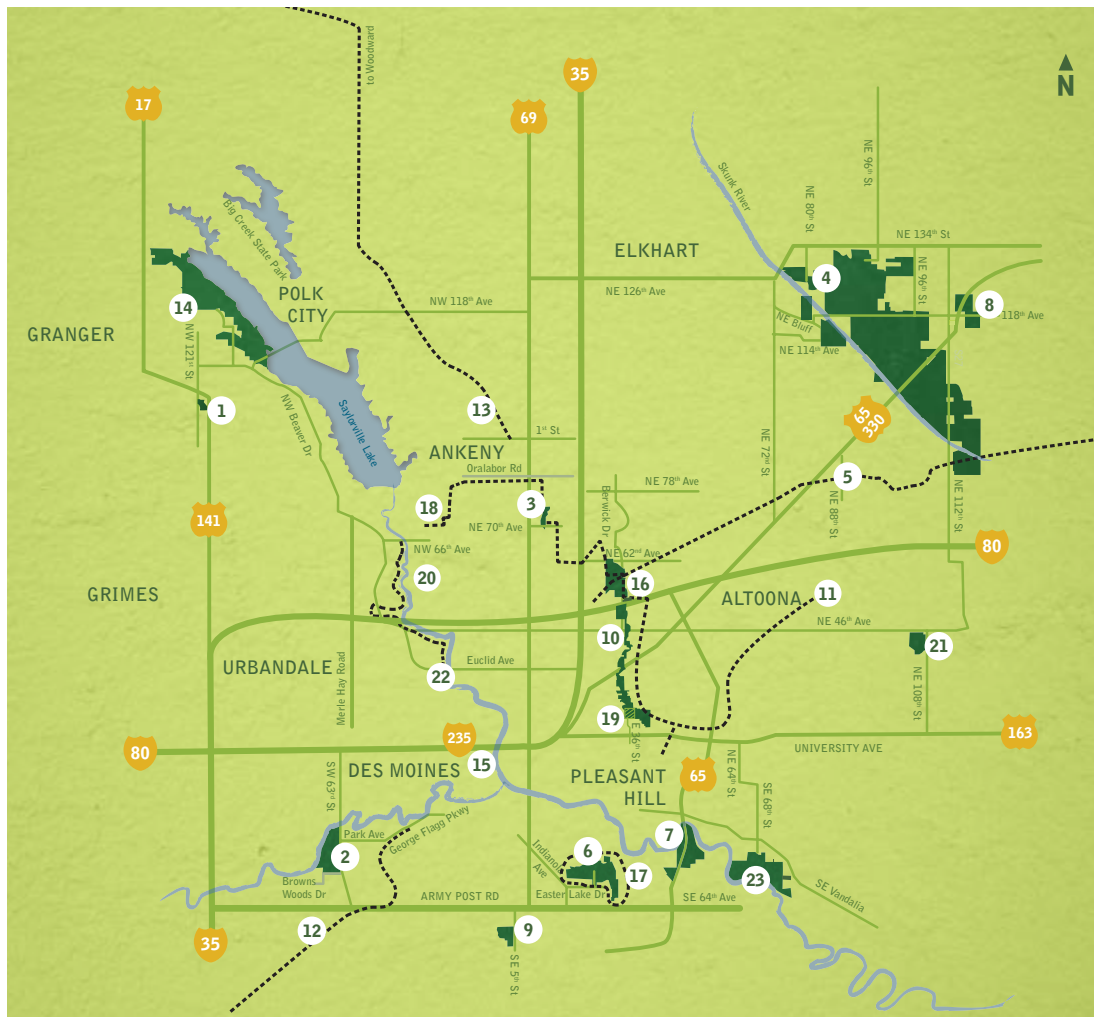 to Woodward
N
35
17
69
Skunk River
NE 96th St
NE 80th St
Big Creek State Park
NE 134th St
ELKHART
4
NE 96th St
POLK
CITY
NE 126th Ave
8
14
NW 118th Ave
118th Ave
GRANGER
NE Bluff
NW 121st St
NE 114th Ave
1
13
NW Beaver Dr
Saylorville Lake
65
330
1st St
ANKENY
NE 72nd St
Oralabor Rd
5
NE 78th Ave
Berwick Dr
18
3
NE 88th St
NE 112th St
141
NE 70th Ave
NW 66th Ave
NE 62nd Ave
80
20
16
GRIMES
ALTOONA
11
NE 46th Ave
10
21
URBANDALE
Euclid Ave
22
Merle Hay Road
NE 108th St
19
E 36th St
235
163
80
UNIVERSITY AVE
15
DES MOINES
PLEASANT
HILL
65
NE 64th St
SW 63rd St
SE 68th St
George Flagg Pkwy
Park Ave
7
2
Indianola
Ave
6
17
23
Browns
Woods Dr
Easter Lake Dr
ARMY POST RD
SE 64th Ave
SE Vandalia
12
9
35
SE 5th St